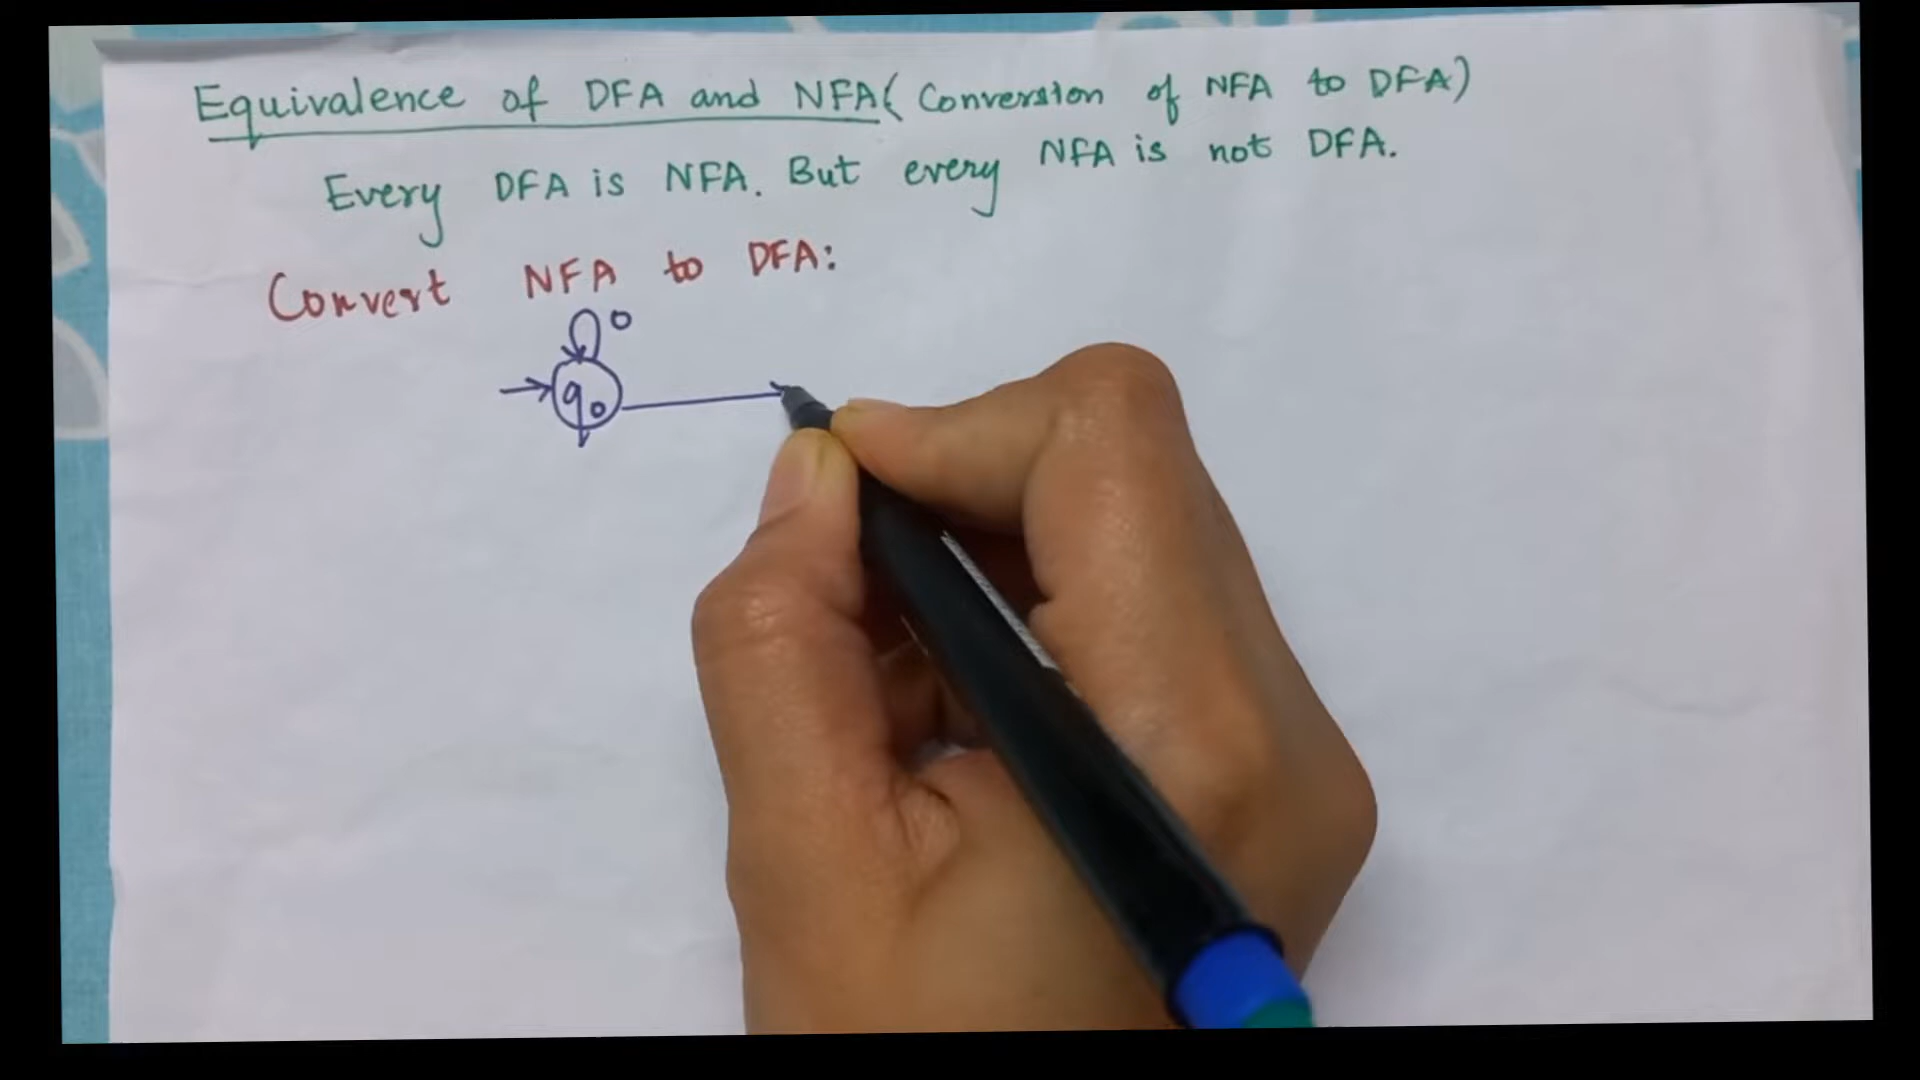 Equivalence of DFA and NFA (Conversion of NFA to DFA)
Every DFA is NFA. But every NFA is not DFA.
Convert NFA to DFA:
0
q0